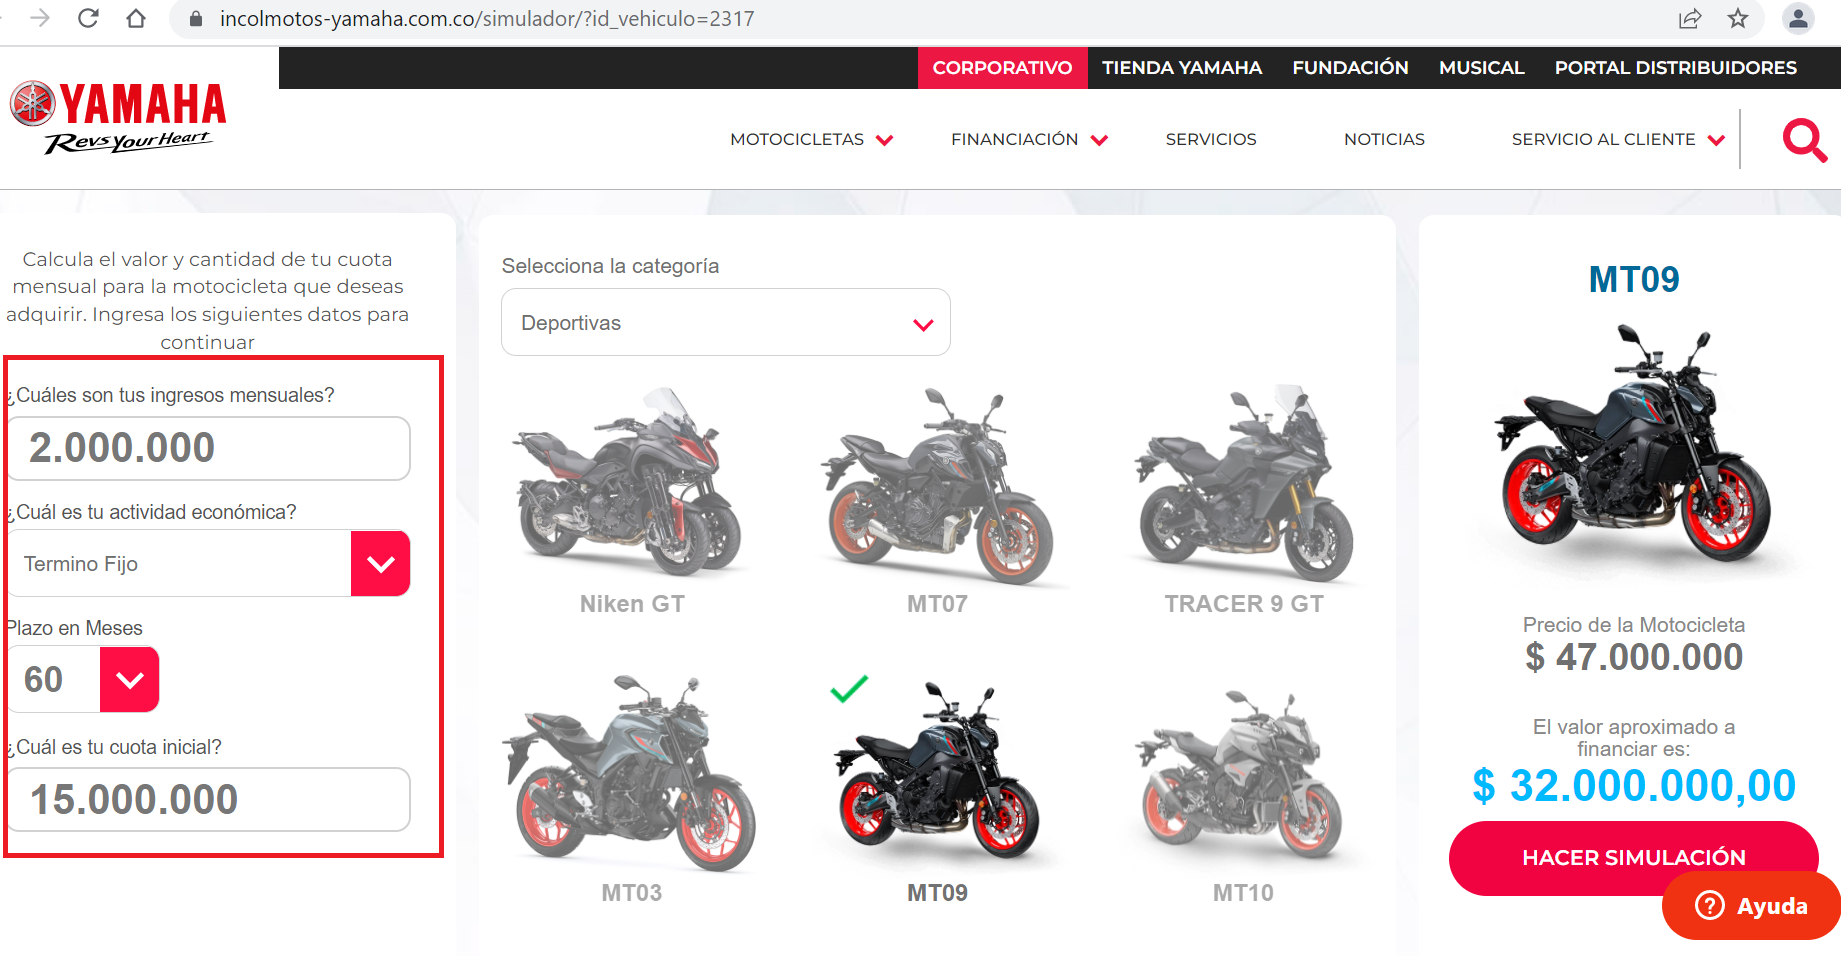 incolmotos-yamaha.com.co/simulador/?id_vehiculo=2317
CORPORATIVO TIENDA YAMAHA FUNDACIÓN MUSICAL PORTAL DISTRIBUIDORES
YAMAHA
Revs Your Heart
MOTOCICLETAS FINANCIACIÓN SERVICIOS NOTICIAS SERVICIO AL CLIENTE
Calcula el valor y cantidad de tu cuota
mensual para la motocicleta que deseas
adquirir. Ingresa los siguientes datos para
continuar
¿Cuáles son tus ingresos mensuales?
2.000.000
¿Cuál es tu actividad económica?
Termino Fijo
Plazo en Meses
60
¿Cuál es tu cuota inicial?
15.000.000
Selecciona la categoría
Deportivas
Niken GT
MT07
TRACER 9 GT
MT03
MT09
MT10
MT09
Precio de la Motocicleta
$ 47.000.000
El valor aproximado a
financiar es:
$ 32.000.000,00
HACER SIMULACIÓN
Ayuda